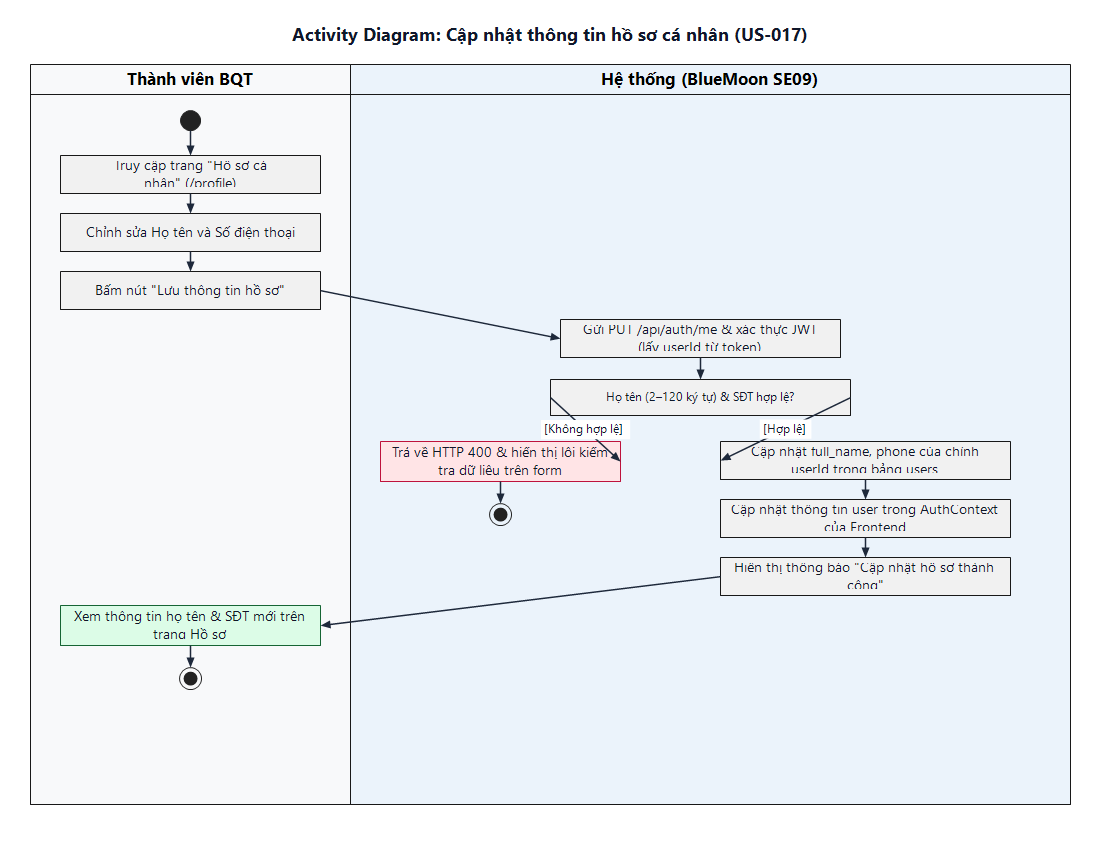 Activity Diagram: Cập nhật thông tin hồ sơ cá nhân (US-017)
Thành viên BQT
Hệ thống (BlueMoon SE09)
Truy cập trang "Hồ sơ cá
nhân" (/profile)
Chỉnh sửa Họ tên và Số điện thoại
Bấm nút "Lưu thông tin hồ sơ"
Gửi PUT /api/auth/me & xác thực JWT
(lấy userId từ token)
Họ tên (2–120 ký tự) & SĐT hợp lệ?
[Không hợp lệ]
[Hợp lệ]
Trả về HTTP 400 & hiển thị lỗi kiểm
tra dữ liệu trên form
Cập nhật full_name, phone của chính
userId trong bảng users
Cập nhật thông tin user trong AuthContext
của Frontend
Hiển thị thông báo "Cập nhật hồ sơ thành
công"
Xem thông tin họ tên & SĐT mới trên
trang Hồ sơ